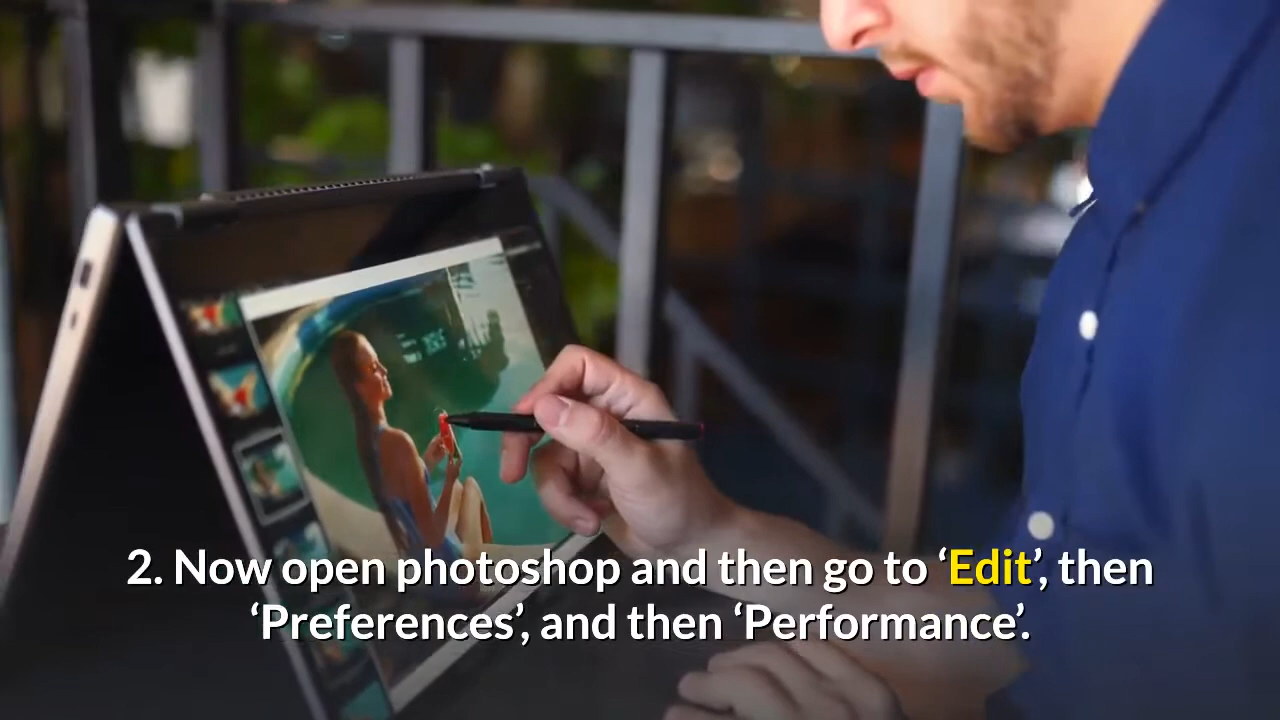 2. Now open photoshop and then go to ‘Edit’, then
‘Preferences’, and then ‘Performance’.